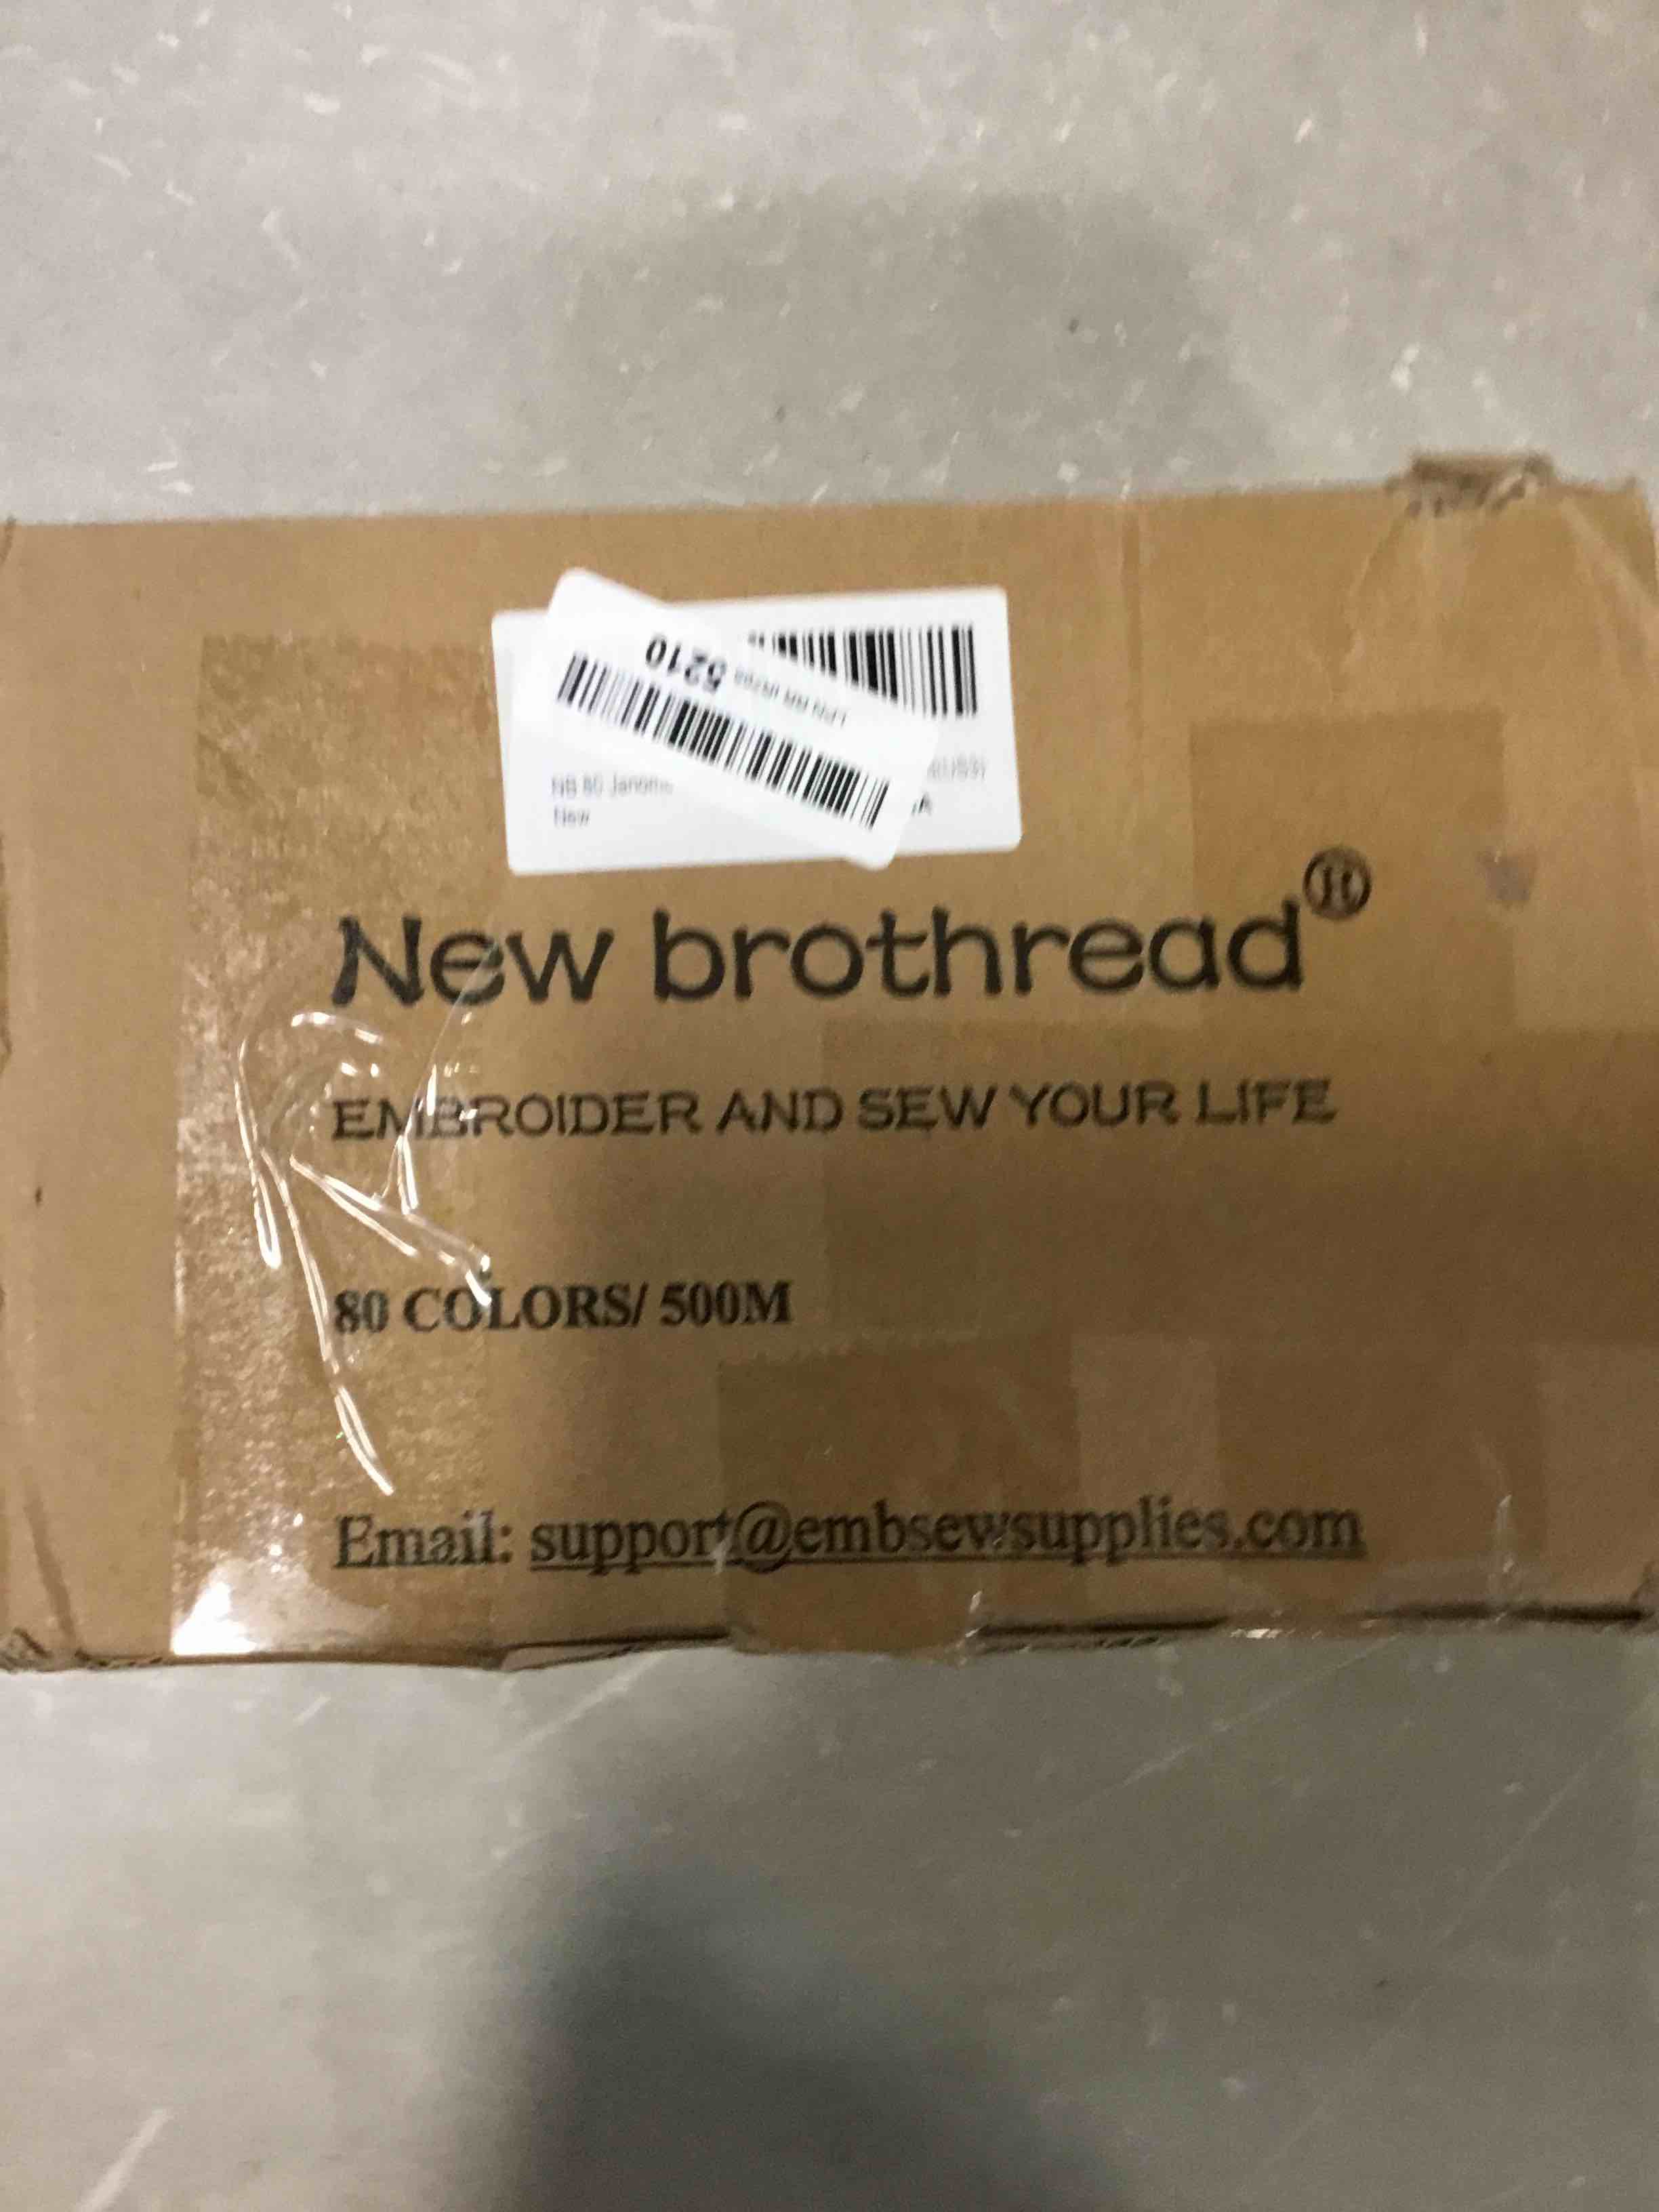 5210
NB 80 Janome
New
New brothread®
EMBROIDER AND SEW YOUR LIFE
80 COLORS/ 500M
Email: support@embsewsupplies.com